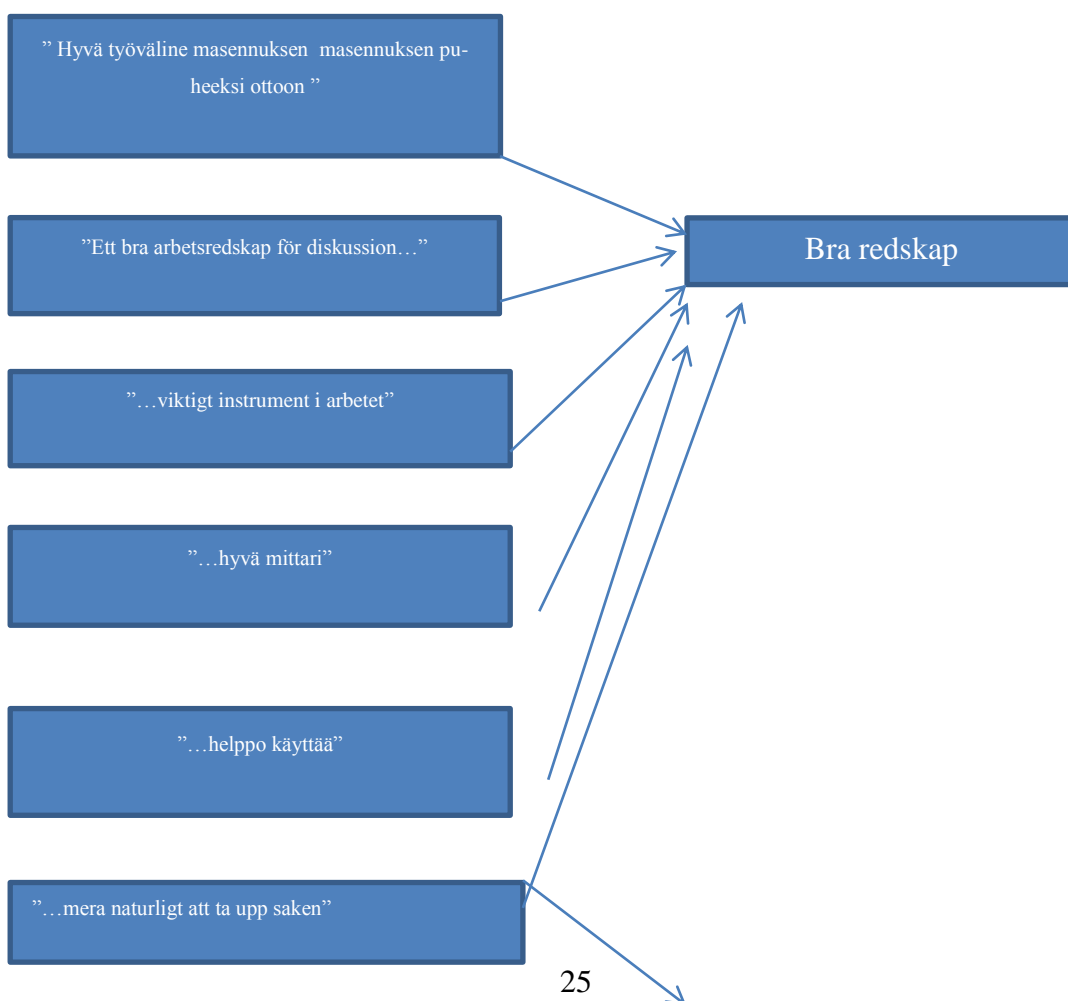 ” Hyvä työväline masennuksen  masennuksen pu-
heeksi ottoon ”
”Ett bra arbetsredskap för diskussion…”
Bra redskap
”…viktigt instrument i arbetet”
”…hyvä mittari”
”…helppo käyttää”
”…mera naturligt att ta upp saken”
25